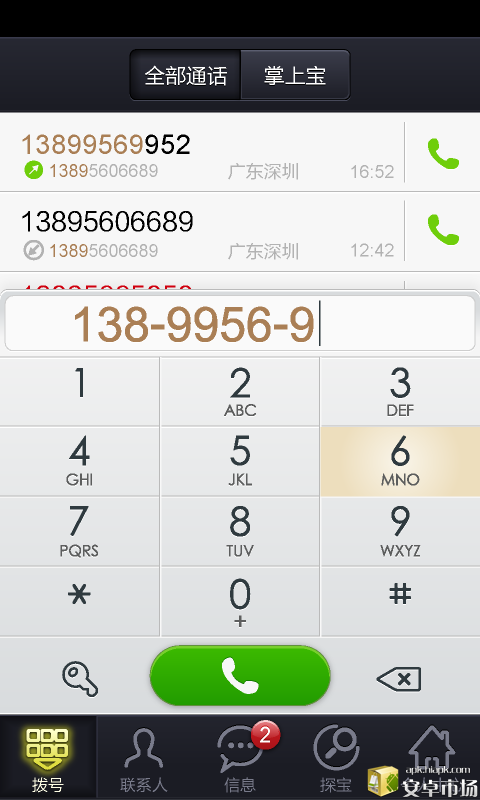 全部通话 掌上宝
13899569952
13895606689 广东深圳 16:52
13895606689
13895606689 广东深圳 12:42
138-9956-9
1 2 3
ABC DEF
4 5 6
GHI JKL MNO
7 8 9
PQRS TUV WXYZ
* 0 #
+
2
拨号 联系人 信息 探宝
apk.hiapk.com
安卓市场